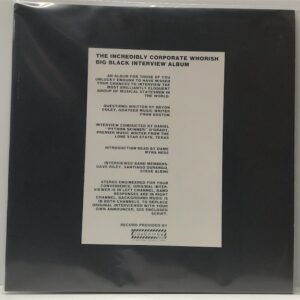 THE INCREDIBLY CORPORATE WHORISH
BIG BLACK INTERVIEW ALBUM
AN ALBUM FOR THOSE OF YOU
UNLUCKY ENOUGH TO HAVE MISSED
YOUR CHANCES TO INTERVIEW THE
MOST BRILLIANTLY ELOQUENT
GROUP OF MUSICAL STATESMEN IN
THE WORLD.
QUESTIONS WRITTEN BY BRYON
COLEY, GOATEED MUSIC WRITER
FROM BOSTON
INTERVIEW CONDUCTED BY DANIEL
"PYTHON SKINNER" O'GRADY,
PREMIER MUSIC WRITER FROM THE
LONE STAR STATE, TEXAS
INTRODUCTION READ BY DAME
MYRA HESS
INTERVIEWED BAND MEMBERS:
DAVE RILEY, SANTIAGO DURANGO,
STEVE ALBINI
STEREO ENGINEERED FOR YOUR
CONVENIENCE. ORIGINAL INTER-
VIEWER IS IN LEFT CHANNEL, BAND
RESPONSES ARE IN RIGHT
CHANNEL, BACKGROUND MUSIC IS
IN BOTH CHANNELS. TO REPLACE
ORIGINAL INTERVIEWER WITH YOUR
OWN ANNOUNCER, SEE ENCLOSED
SCRIPT.
RECORD PROVIDED BY